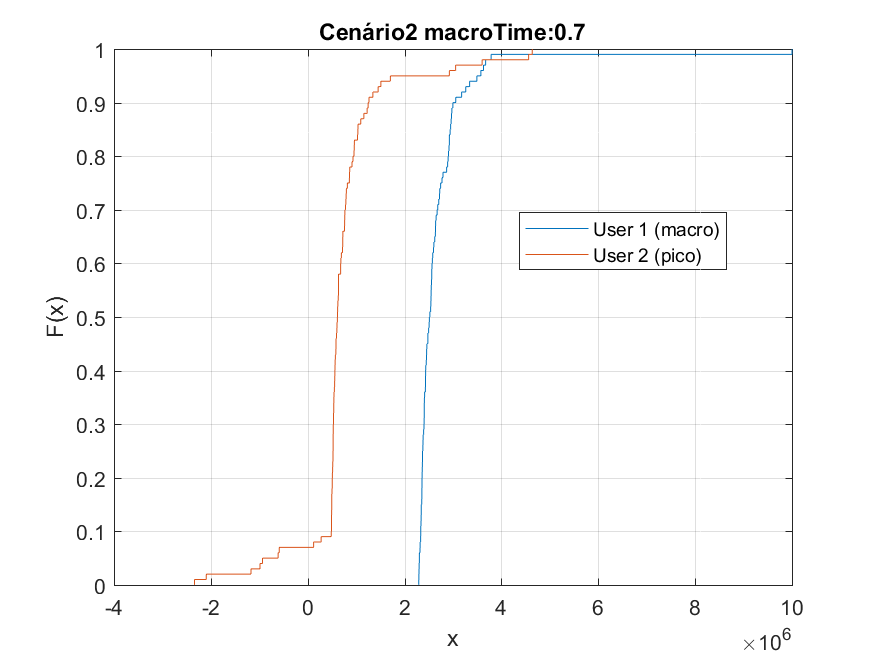 Cenário2 macroTime:0.7
F(x)
1
0.9
0.8
0.7
0.6
0.5
0.4
0.3
0.2
0.1
0
User 1 (macro)
User 2 (pico)
-4 -2 0 2 4 6 8 10
x
×10⁶